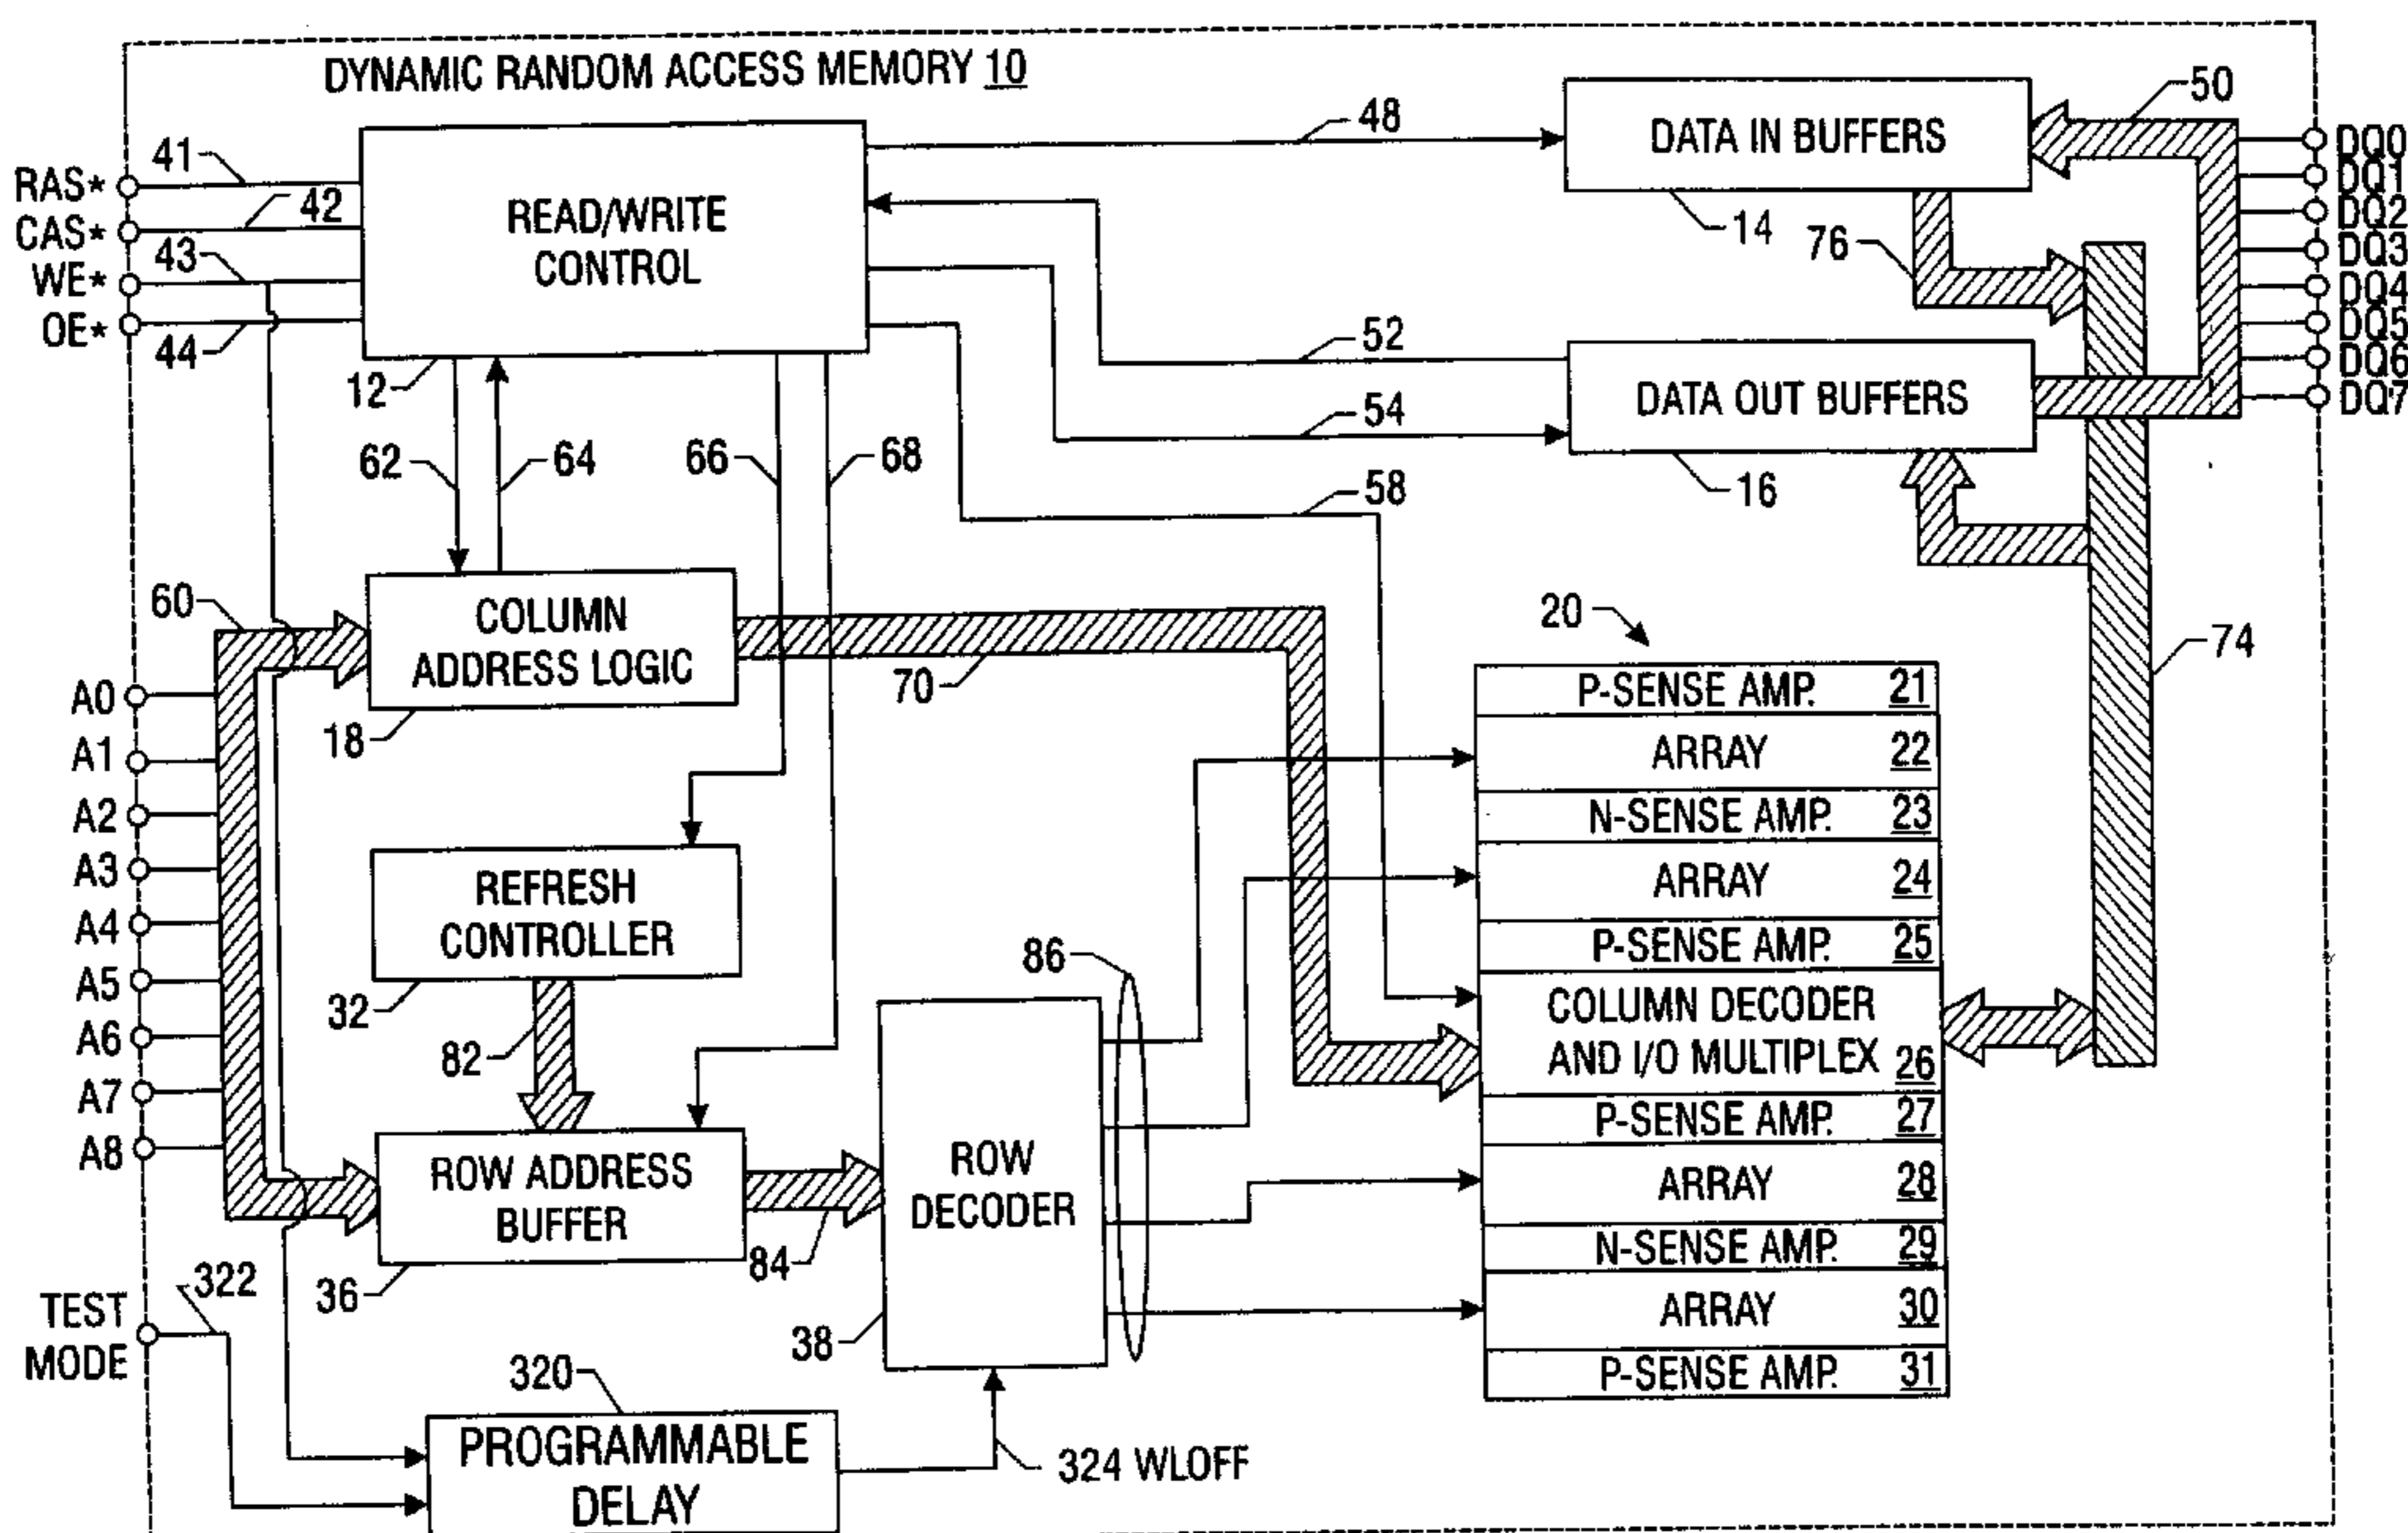 DYNAMIC RANDOM ACCESS MEMORY 10
RAS*
CAS*
WE*
OE*
41
42
43
44
READ/WRITE
CONTROL
12
48
DATA IN BUFFERS
14
50
DQ0
DQ1
DQ2
DQ3
DQ4
DQ5
DQ6
DQ7
76
52
54
DATA OUT BUFFERS
16
58
62
64
66
68
60
COLUMN
ADDRESS LOGIC
18
70
74
A0
A1
A2
A3
A4
A5
A6
A7
A8
REFRESH
CONTROLLER
32
82
ROW ADDRESS
BUFFER
36
84
ROW
DECODER
38
86
20
P-SENSE AMP. 21
ARRAY 22
N-SENSE AMP. 23
ARRAY 24
P-SENSE AMP. 25
COLUMN DECODER
AND I/O MULTIPLEX 26
P-SENSE AMP. 27
ARRAY 28
N-SENSE AMP. 29
ARRAY 30
P-SENSE AMP. 31
TEST
MODE
322
320
PROGRAMMABLE
DELAY
324 WLOFF